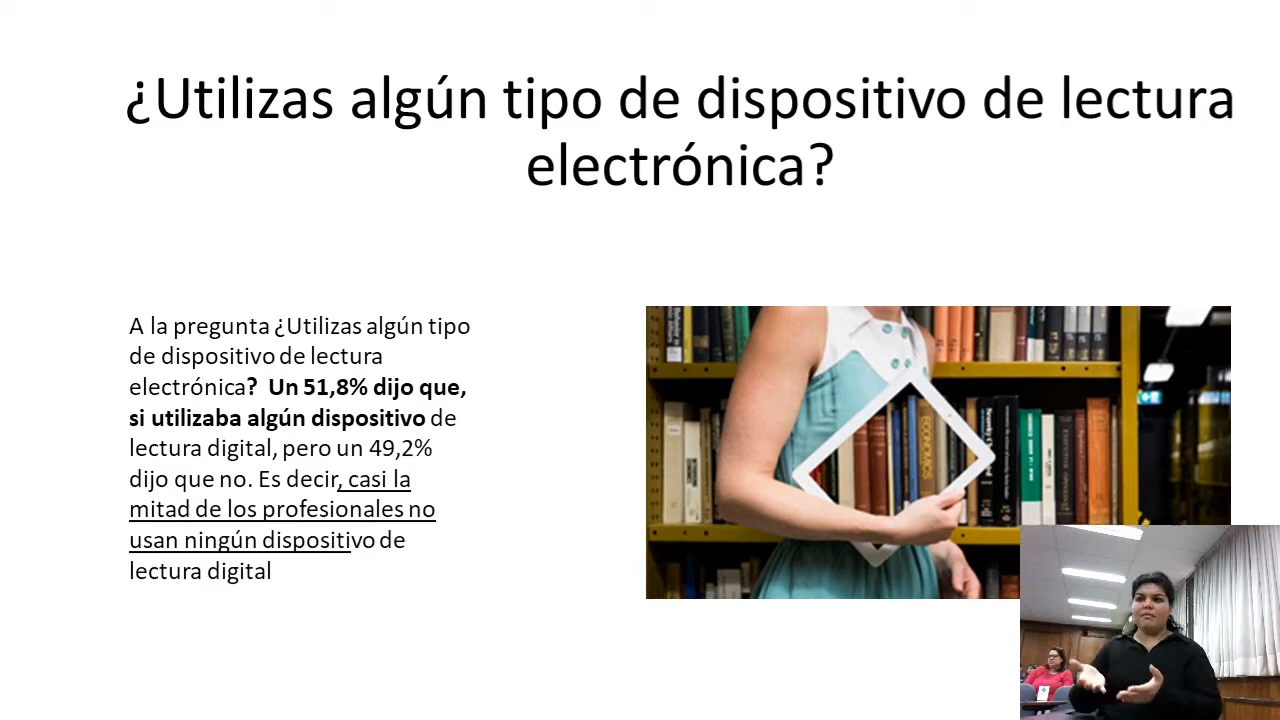 ¿Utilizas algún tipo de dispositivo de lectura
electrónica?
A la pregunta ¿Utilizas algún tipo
de dispositivo de lectura
electrónica?  Un 51,8% dijo que,
si utilizaba algún dispositivo de
lectura digital, pero un 49,2%
dijo que no. Es decir, casi la
mitad de los profesionales no
usan ningún dispositivo de
lectura digital
ECONOMICS